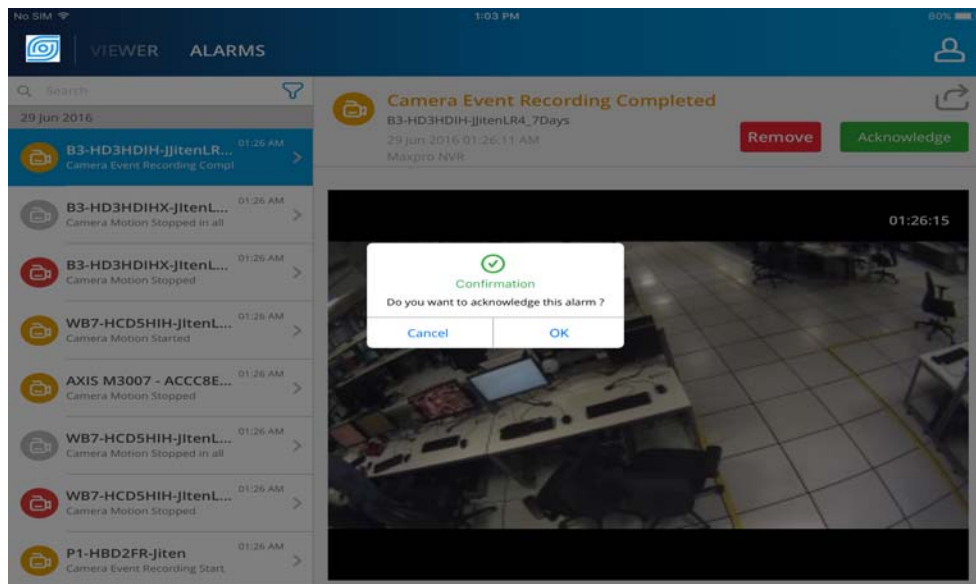 No SIM
1:03 PM
80%
VIEWER
ALARMS
Search
29 Jun 2016
B3-HD3HDIH-JJitenLR...
01:26 AM
Camera Event Recording Compl
B3-HD3HDIHX-JItenL...
01:26 AM
Camera Motion Stopped in all
B3-HD3HDIHX-JItenL...
01:26 AM
Camera Motion Stopped
WB7-HCD5HIH-JItenL...
01:26 AM
Camera Motion Started
AXIS M3007 - ACCC8E...
01:26 AM
Camera Motion Stopped
WB7-HCD5HIH-JItenL...
01:26 AM
Camera Motion Stopped in all
WB7-HCD5HIH-JItenL...
01:26 AM
Camera Motion Stopped
P1-HBD2FR-Jiten
01:26 AM
Camera Event Recording Start
Camera Event Recording Completed
B3-HD3HDIH-JJitenLR4_7Days
29 Jun 2016 01:26:11 AM
Maxpro NVR
Remove
Acknowledge
01:26:15
Confirmation
Do you want to acknowledge this alarm ?
Cancel
OK